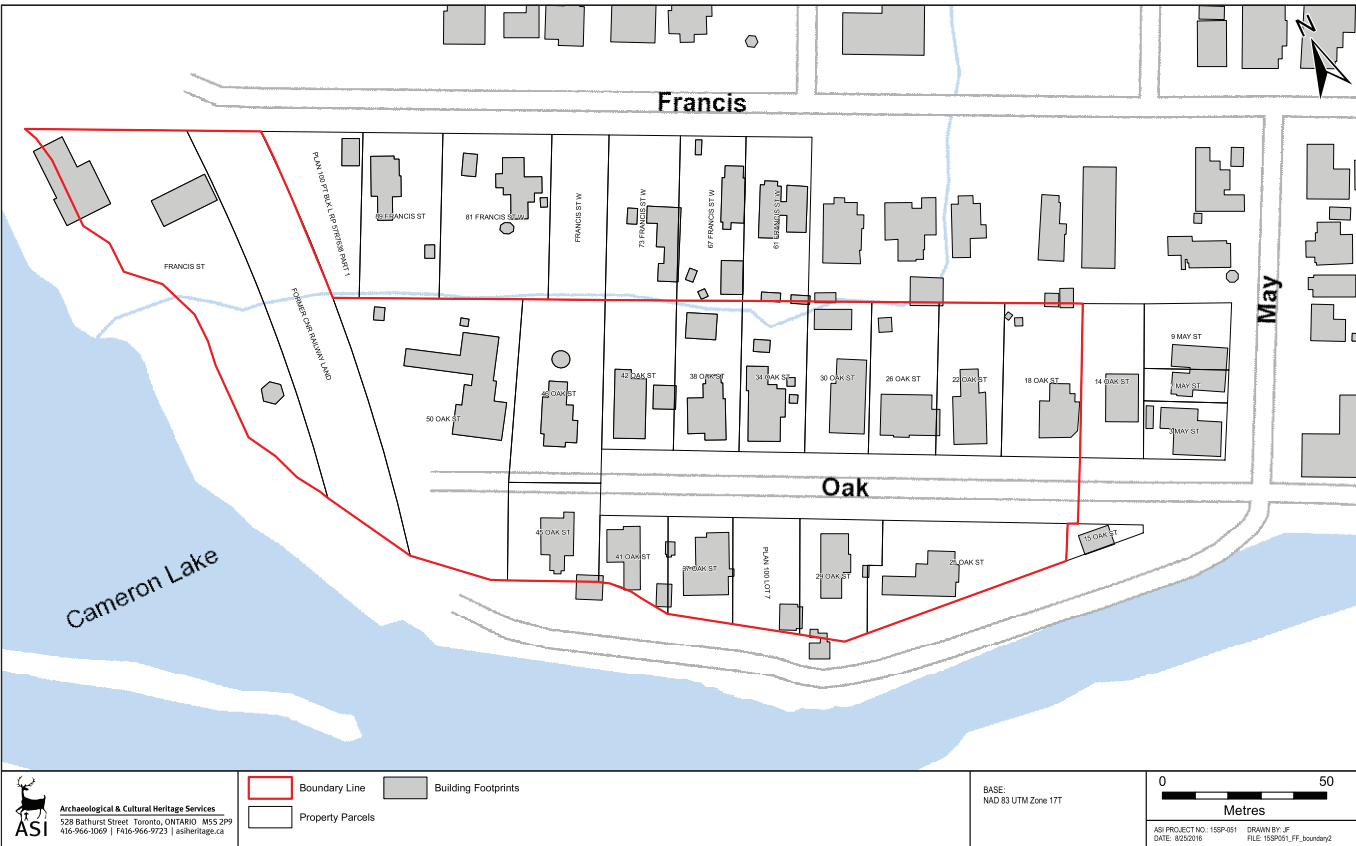 N
Francis
PLAN 100 PT BLK L RP 57R7638 PART 1
89 FRANCIS ST
81 FRANCIS ST W
FRANCIS ST W
73 FRANCIS ST W
67 FRANCIS ST W
61 FRANCIS ST W
FRANCIS ST
FORMER CNR RAILWAY LAND
May
9 MAY ST
MAY ST
3 MAY ST
50 OAK ST
46 OAK ST
42 OAK ST
38 OAK ST
34 OAK ST
30 OAK ST
26 OAK ST
22 OAK ST
18 OAK ST
14 OAK ST
Oak
45 OAK ST
41 OAK ST
37 OAK ST
PLAN 100 LOT 7
29 OAK ST
OAK ST
15 OAK ST
Cameron Lake
ASI
Archaeological & Cultural Heritage Services
528 Bathurst Street Toronto, ONTARIO M5S 2P9
416-966-1069 | F416-966-9723 | asiheritage.ca
Boundary Line
Building Footprints
Property Parcels
BASE:
NAD 83 UTM Zone 17T
0 50
Metres
ASI PROJECT NO.: 15SP-051 DRAWN BY: JF
DATE: 8/25/2016 FILE: 15SP051_FF_boundary2